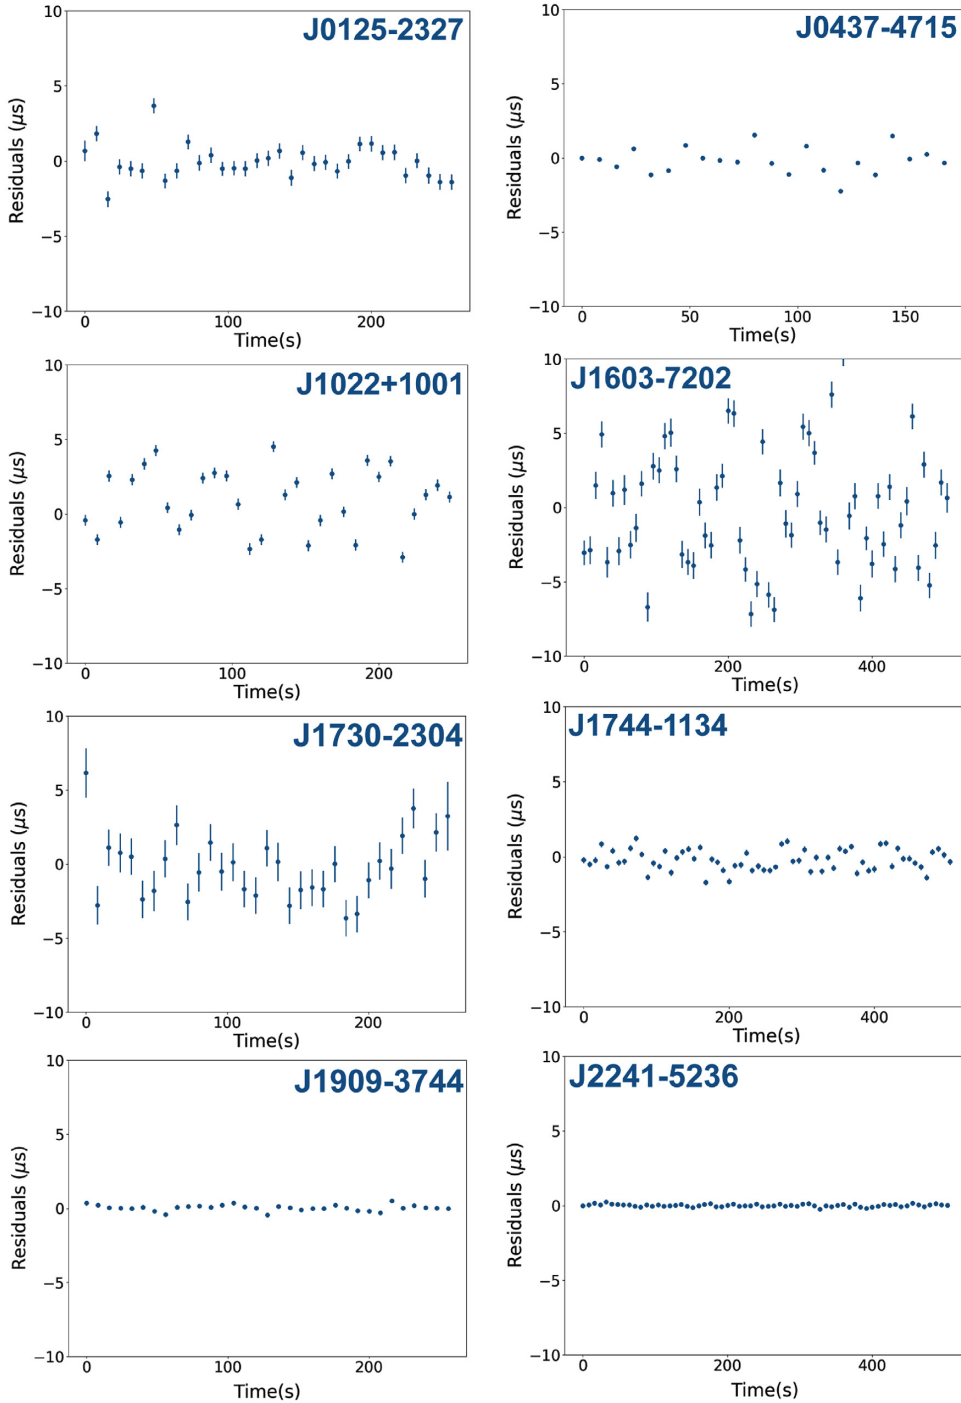 J0125-2327
10
5
0
−5
−10
Residuals (μs)
0 100 200
Time(s)
J0437-4715
10
5
0
−5
−10
Residuals (μs)
0 50 100 150
Time(s)
J1022+1001
10
5
0
−5
−10
Residuals (μs)
0 100 200
Time(s)
J1603-7202
10
5
0
−5
−10
Residuals (μs)
0 200 400
Time(s)
J1730-2304
10
5
0
−5
−10
Residuals (μs)
0 100 200
Time(s)
J1744-1134
10
5
0
−5
−10
Residuals (μs)
0 200 400
Time(s)
J1909-3744
10
5
0
−5
−10
Residuals (μs)
0 100 200
Time(s)
J2241-5236
10
5
0
−5
−10
Residuals (μs)
0 200 400
Time(s)